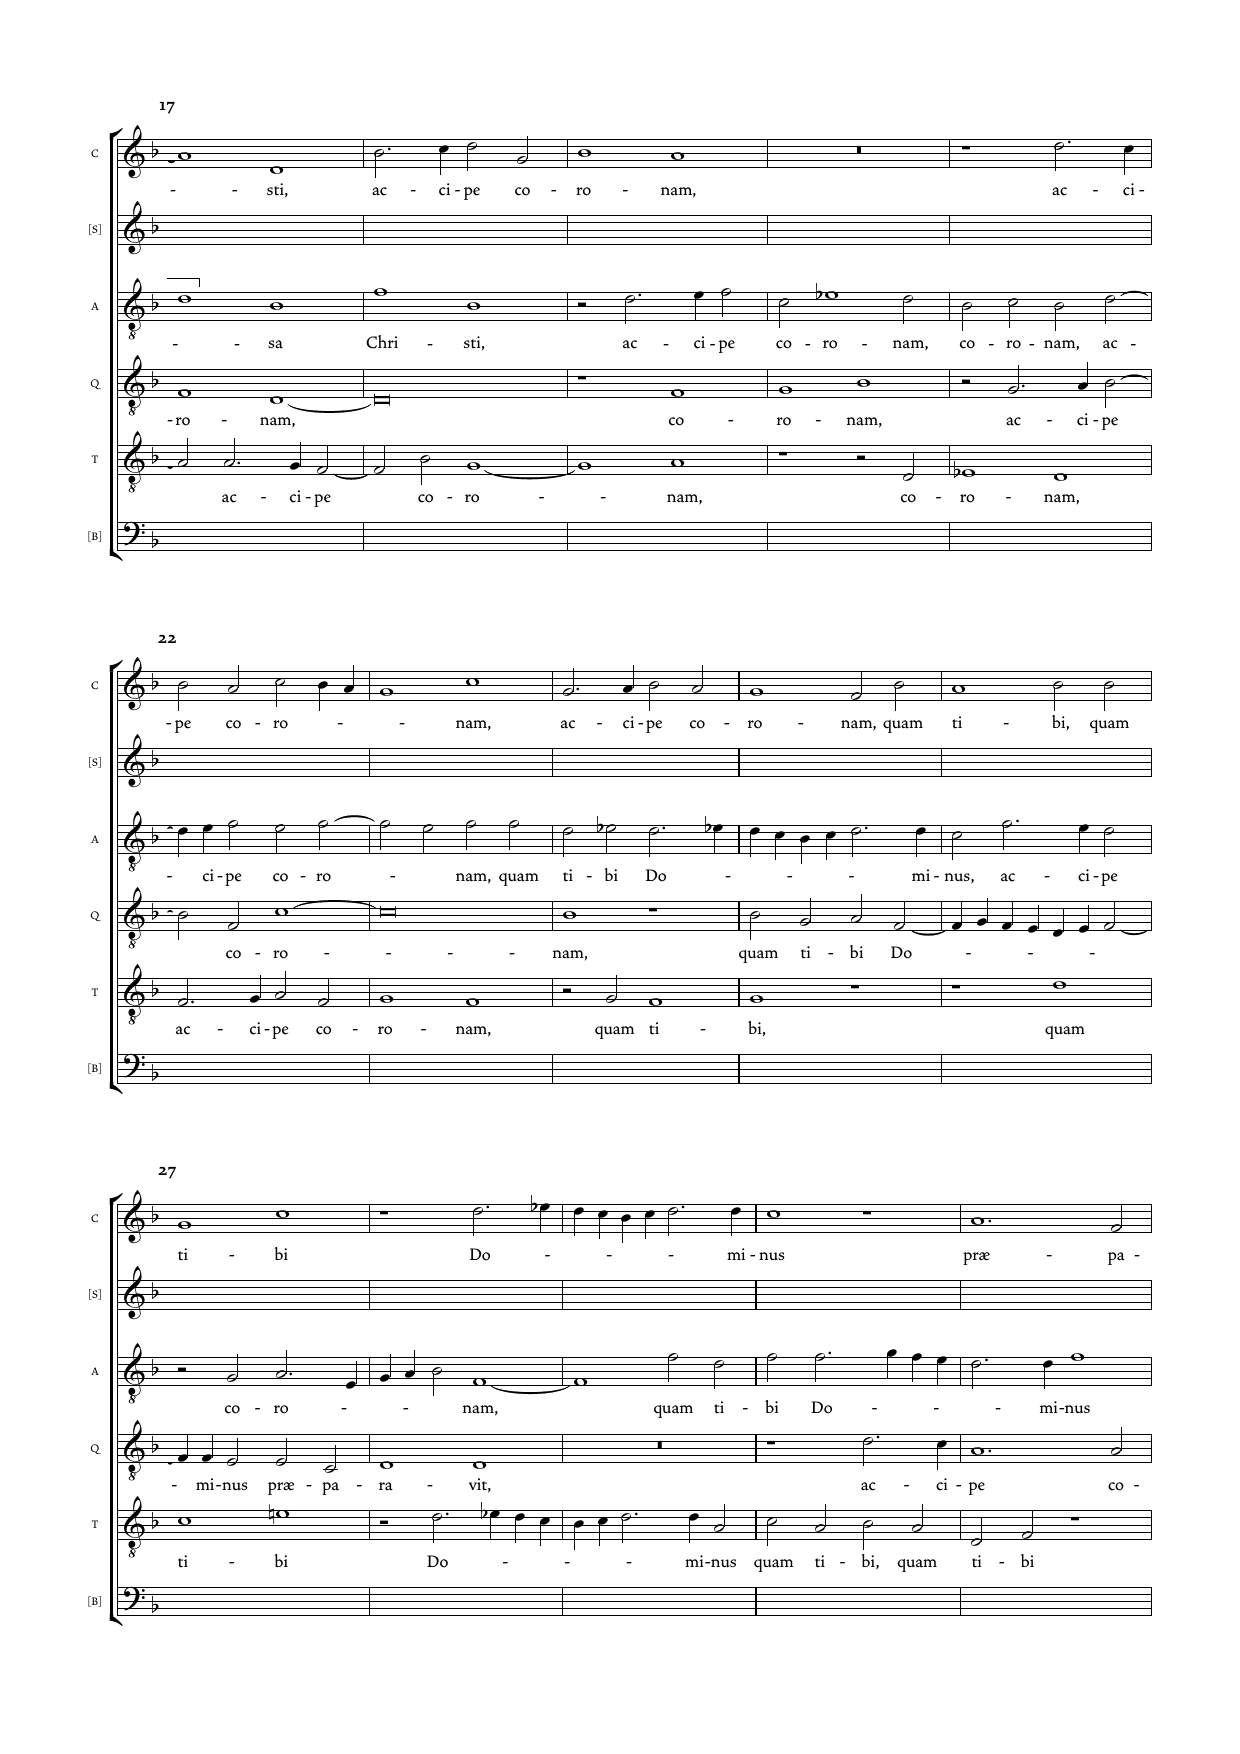 17
C
- - sti, ac - ci - pe co - ro - nam, ac - ci -
[S]
A
- - sa Chri - sti, ac - ci - pe co - ro - nam, co - ro - nam, ac -
Q
- ro - nam, co - ro - nam, ac - ci - pe
T
ac - ci - pe co - ro - - nam, co - ro - nam,
[B]
22
C
- pe co - ro - - nam, ac - ci - pe co - ro - nam, quam ti - bi, quam
[S]
A
- ci - pe co - ro - nam, quam ti - bi Do - - - mi - nus, ac - ci - pe
Q
co - ro - - - - nam, quam ti - bi Do - - -
T
ac - ci - pe co - ro - nam, quam ti - bi, quam
[B]
27
C
ti - bi Do - - - mi - nus præ - pa -
[S]
A
co - ro - - nam, quam ti - bi Do - - - mi-nus
Q
- mi-nus præ - pa - ra - vit, ac - ci - pe co -
T
ti - bi Do - - - mi-nus quam ti - bi, quam ti - bi
[B]